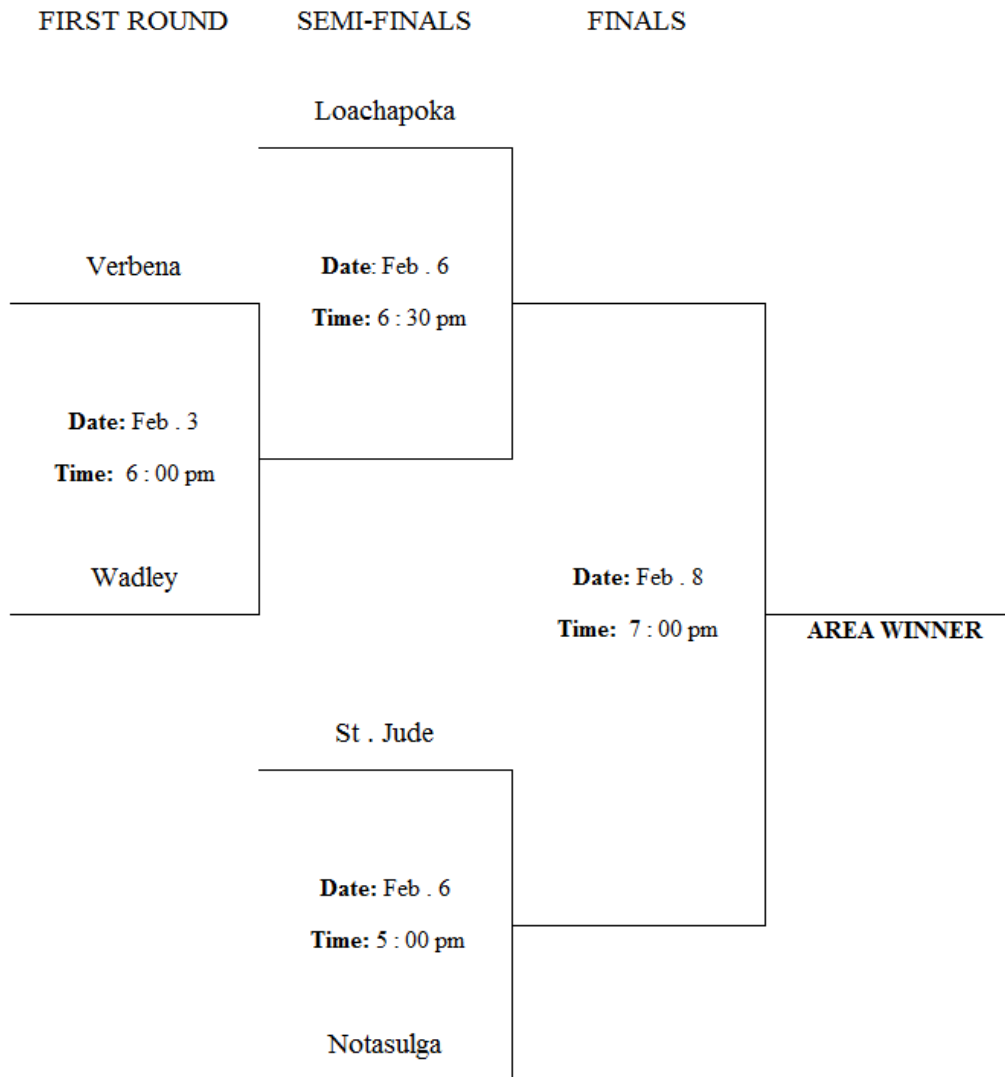 FIRST ROUND SEMI-FINALS FINALS
Loachapoka
Verbena
Date: Feb . 6
Time: 6 : 30 pm
Date: Feb . 3
Time: 6 : 00 pm
Wadley
Date: Feb . 8
Time: 7 : 00 pm
AREA WINNER
St . Jude
Date: Feb . 6
Time: 5 : 00 pm
Notasulga